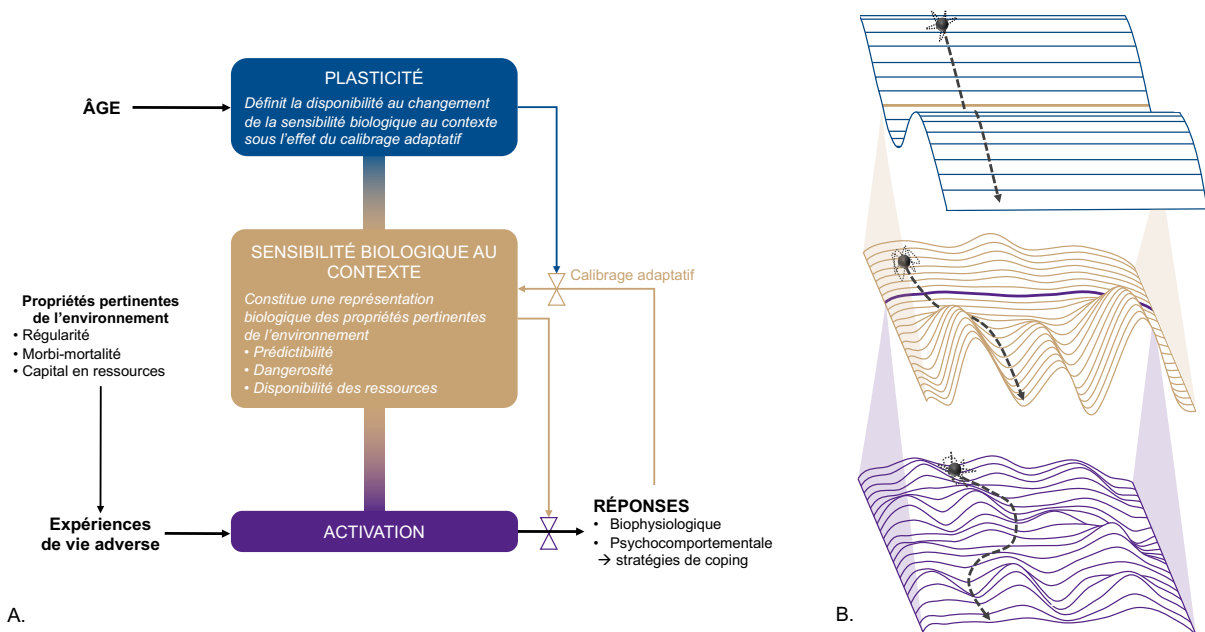 PLASTICITÉ
Définit la disponibilité au changement
de la sensibilité biologique au contexte
sous l’effet du calibrage adaptatif
ÂGE
SENSIBILITÉ BIOLOGIQUE AU
CONTEXTE
Constitue une représentation
biologique des propriétés pertinentes
de l’environnement
• Prédictibilité
• Dangerosité
• Disponibilité des ressources
Calibrage adaptatif
Propriétés pertinentes
de l’environnement
• Régularité
• Morbi-mortalité
• Capital en ressources
Expériences
de vie adverse
ACTIVATION
RÉPONSES
• Biophysiologique
• Psychocomportementale
→ stratégies de coping
A.
B.